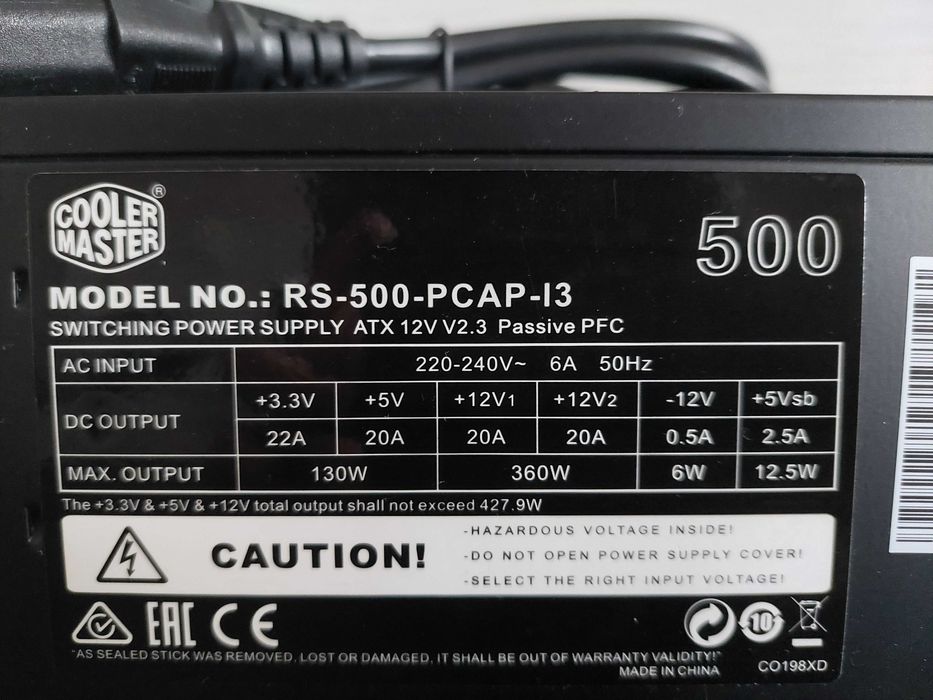 COOLER MASTER ®
500
MODEL NO.: RS-500-PCAP-I3
SWITCHING POWER SUPPLY ATX 12V V2.3 Passive PFC
AC INPUT 220-240V~ 6A 50Hz
DC OUTPUT +3.3V +5V +12V1 +12V2 -12V +5Vsb
22A 20A 20A 20A 0.5A 2.5A
MAX. OUTPUT 130W 360W 6W 12.5W
The +3.3V & +5V & +12V total output shall not exceed 427.9W
CAUTION!
-HAZARDOUS VOLTAGE INSIDE!
-DO NOT OPEN POWER SUPPLY COVER!
-SELECT THE RIGHT INPUT VOLTAGE!
EAC CE 10
"AS SEALED STICK WAS REMOVED, LOST OR DAMAGED, IT SHALL BE OUT OF WARRANTY VALIDITY!"
MADE IN CHINA CO198XD